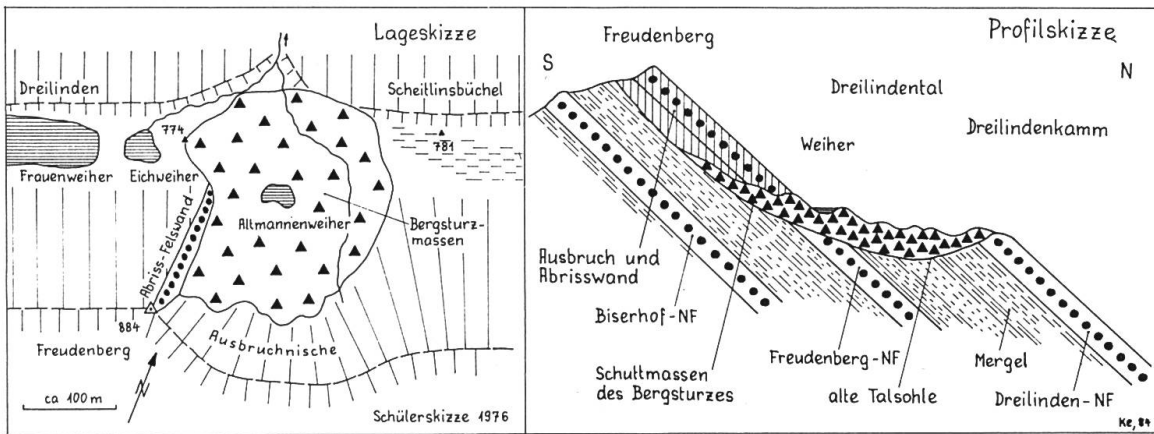 Lageskizze
Dreilinden
Scheitlinsbüchel
774
781
Frauenweiher
Eichweiher
Altmannenweiher
Bergsturz-
massen
Abriss-Felswand
884
Freudenberg
Ausbruchnische
N
ca 100 m
Schülerskizze 1976
Profilskizze
Freudenberg
S
N
Dreilindental
Dreilindenkamm
Weiher
Ausbruch und
Abrisswand
Biserhof-NF
Schuttmassen
des Bergsturzes
Freudenberg-NF
alte Talsohle
Mergel
Dreilinden-NF
Ke, 84